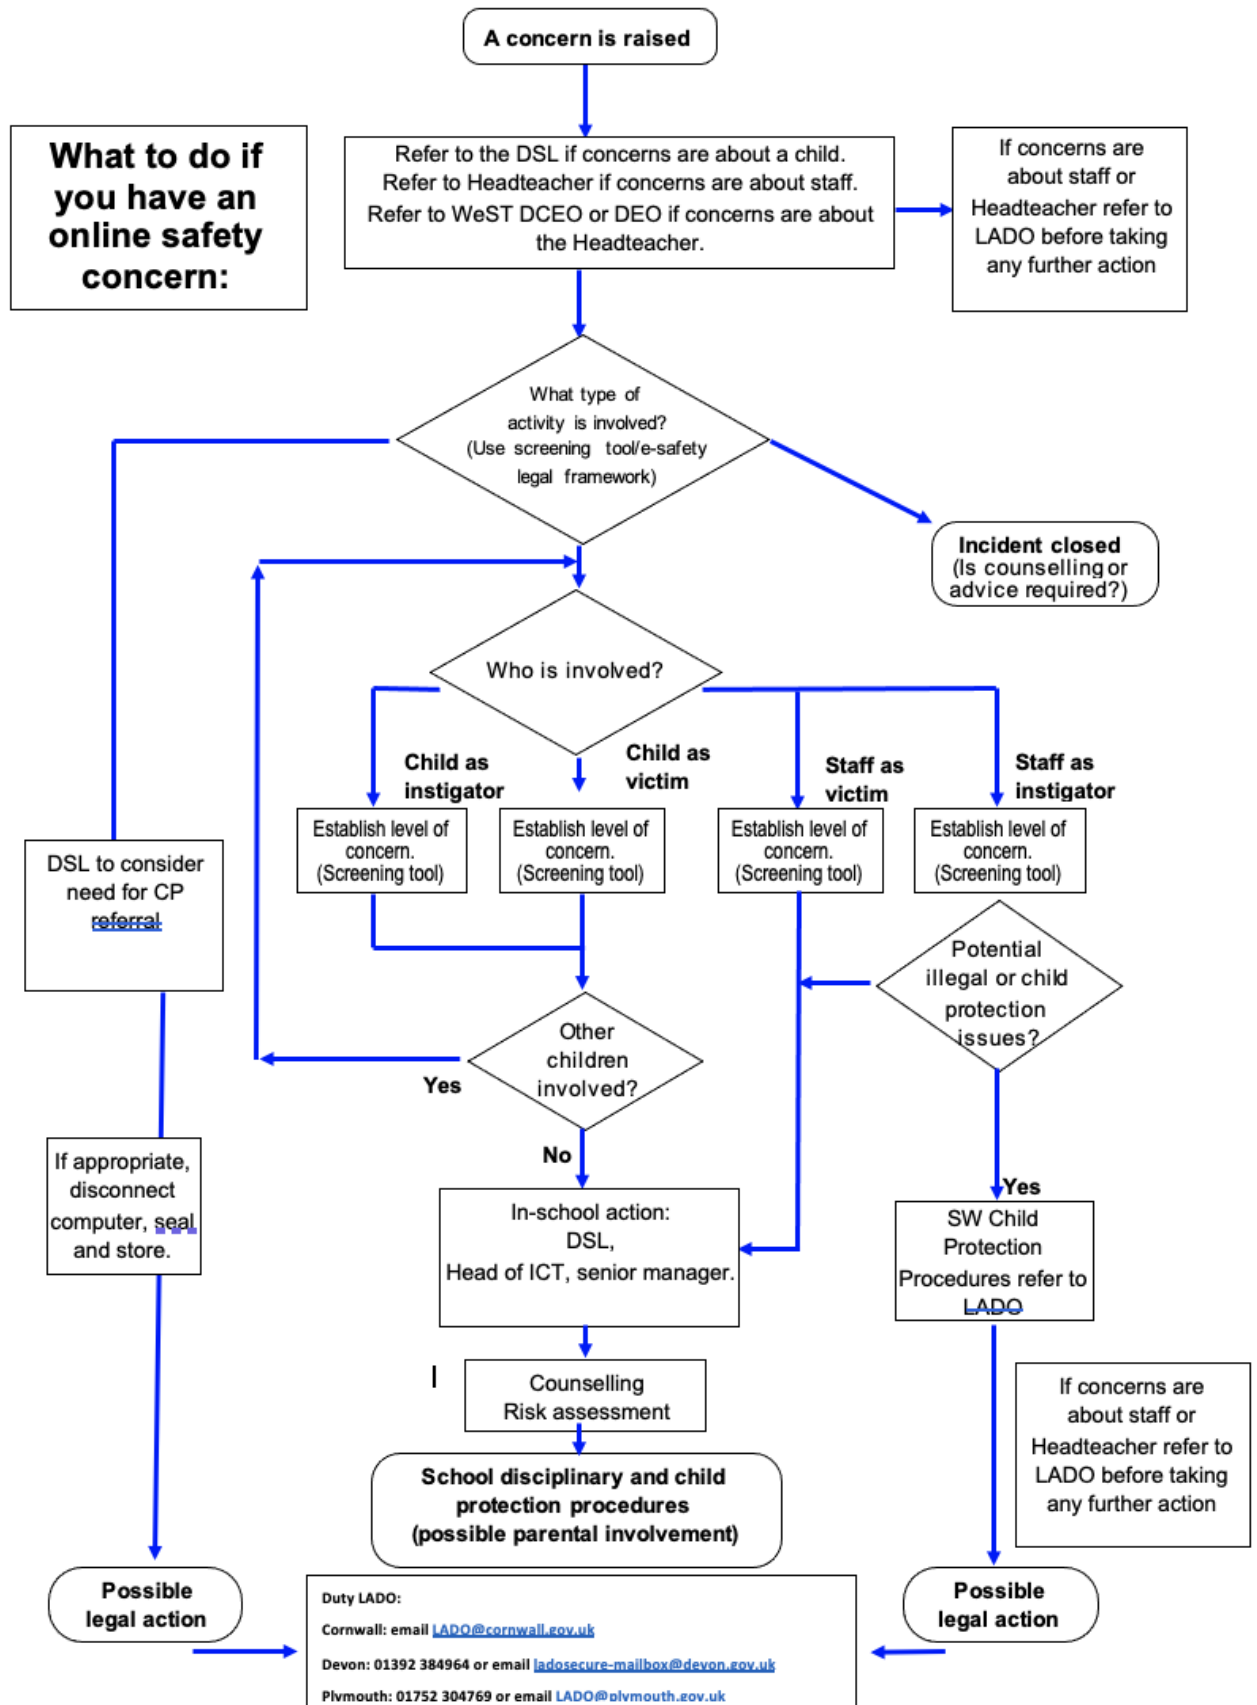 A concern is raised
What to do if
you have an
online safety
concern:
Refer to the DSL if concerns are about a child.
Refer to Headteacher if concerns are about staff.
Refer to WeST DCEO or DEO if concerns are about
the Headteacher.
If concerns are
about staff or
Headteacher refer to
LADO before taking
any further action
What type of
activity is involved?
(Use screening tool/e-safety
legal framework)
Incident closed
(Is counselling or
advice required?)
Who is involved?
Child as
instigator
Child as
victim
Staff as
victim
Staff as
instigator
Establish level of
concern.
(Screening tool)
Establish level of
concern.
(Screening tool)
Establish level of
concern.
(Screening tool)
Establish level of
concern.
(Screening tool)
DSL to consider
need for CP
referral
Potential
illegal or child
protection
issues?
Other
children
involved?
Yes
No
If appropriate,
disconnect
computer, seal
and store.
In-school action:
DSL,
Head of ICT, senior manager.
Yes
SW Child
Protection
Procedures refer to
LADO
Counselling
Risk assessment
If concerns are
about staff or
Headteacher refer to
LADO before taking
any further action
School disciplinary and child
protection procedures
(possible parental involvement)
Possible
legal action
Possible
legal action
Duty LADO:
Cornwall: email LADO@cornwall.gov.uk
Devon: 01392 384964 or email ladosecure-mailbox@devon.gov.uk
Plymouth: 01752 304769 or email LADO@plymouth.gov.uk